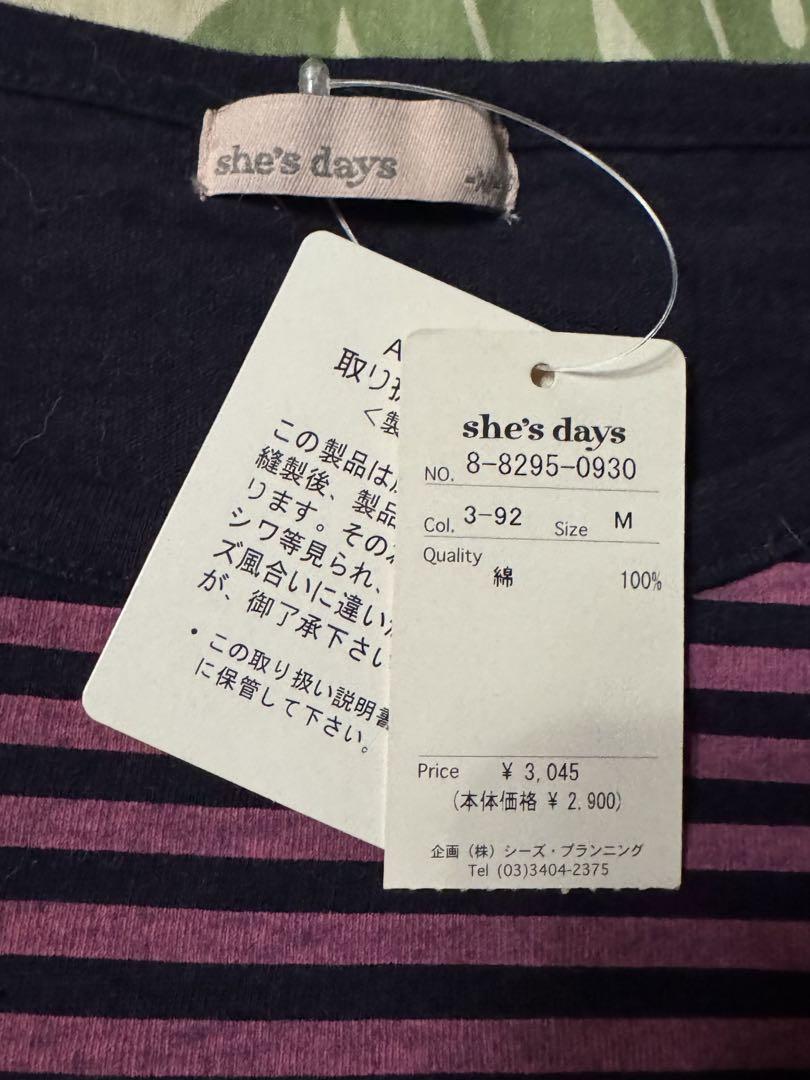 she's days
-M-
A
取り扱
<製
この製品は
縫製後、製品
ります。その
シワ等見られ、
ズ風合いに違い
が、御了承下さい
・この取り扱い説明書
に保管して下さい。
she's days
NO. 8-8295-0930
Col. 3-92 Size M
Quality
綿 100%
Price ¥ 3,045
(本体価格 ¥ 2,900)
企画（株）シーズ・プランニング
Tel (03)3404-2375